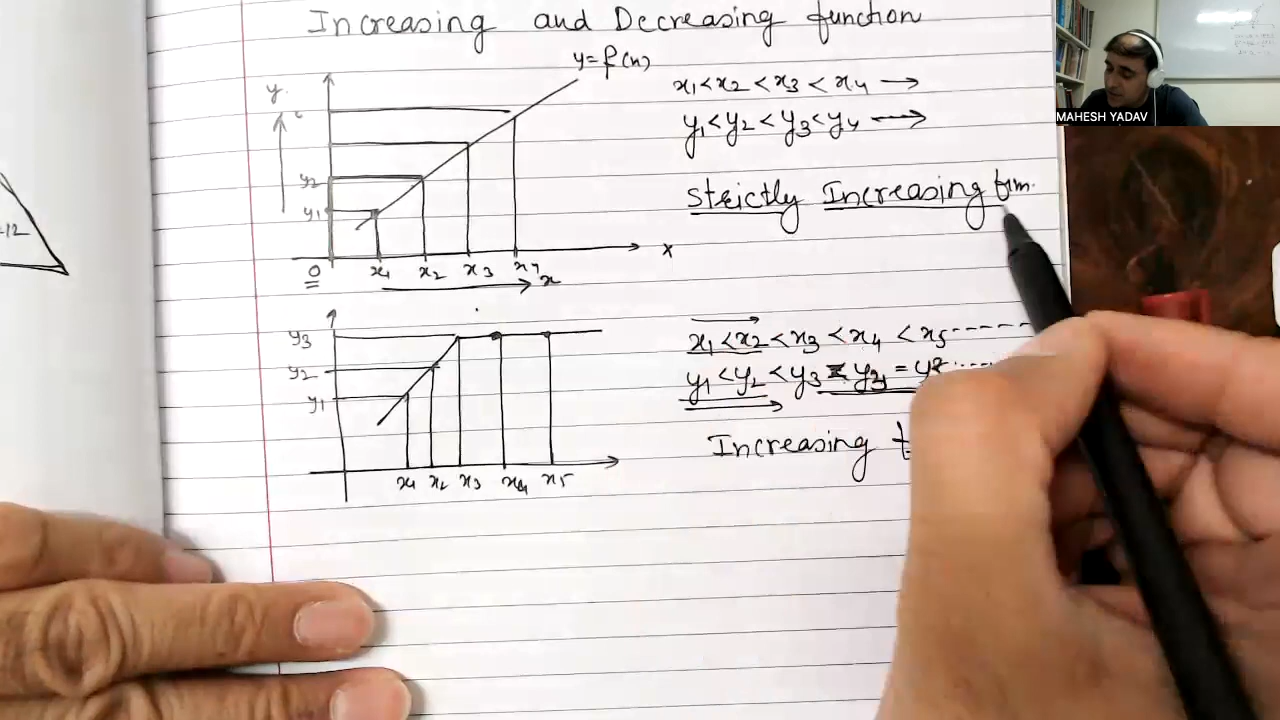 Increasing and Decreasing function
y=f(x)
y
x₁<x₂<x₃<x₄ →
y₁<y₂<y₃<y₄ →
MAHESH YADAV
Strictly Increasing
y₂
y₁
-12
0 x₁ x₂ x₃ x₄
x
x
y₃
y₂
y₁
x₁<x₂<x₃<x₄<x₅------
y₁<y₂<y₃
Increasing
x₁ x₂ x₃ x₄ x₅